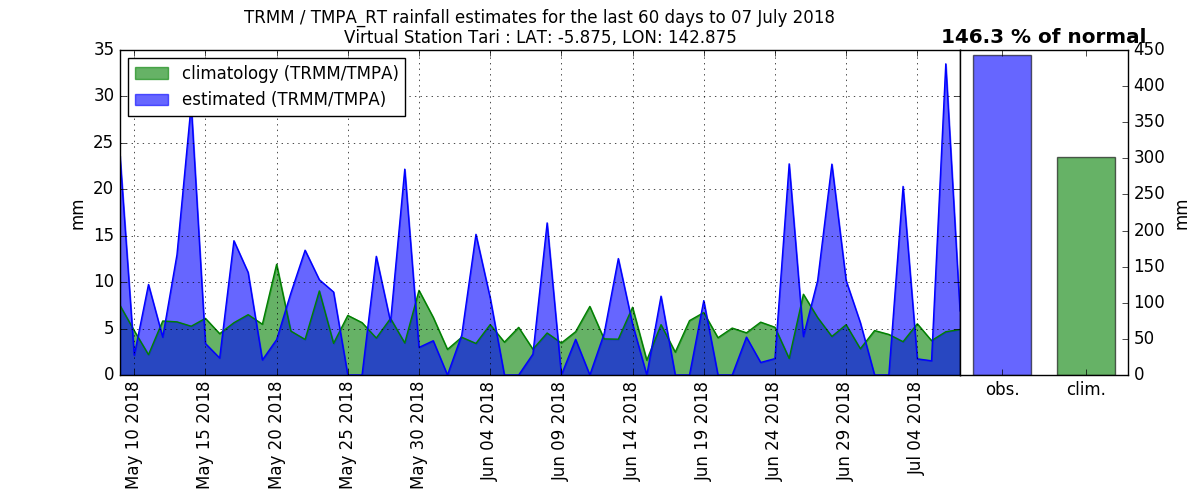 TRMM / TMPA_RT rainfall estimates for the last 60 days to 07 July 2018
Virtual Station Tari : LAT: -5.875, LON: 142.875
146.3 % of normal
climatology (TRMM/TMPA)
estimated (TRMM/TMPA)
mm
35
30
25
20
15
10
5
0
May 10 2018
May 15 2018
May 20 2018
May 25 2018
May 30 2018
Jun 04 2018
Jun 09 2018
Jun 14 2018
Jun 19 2018
Jun 24 2018
Jun 29 2018
Jul 04 2018
obs.
clim.
450
400
350
300
250
200
150
100
50
0
mm